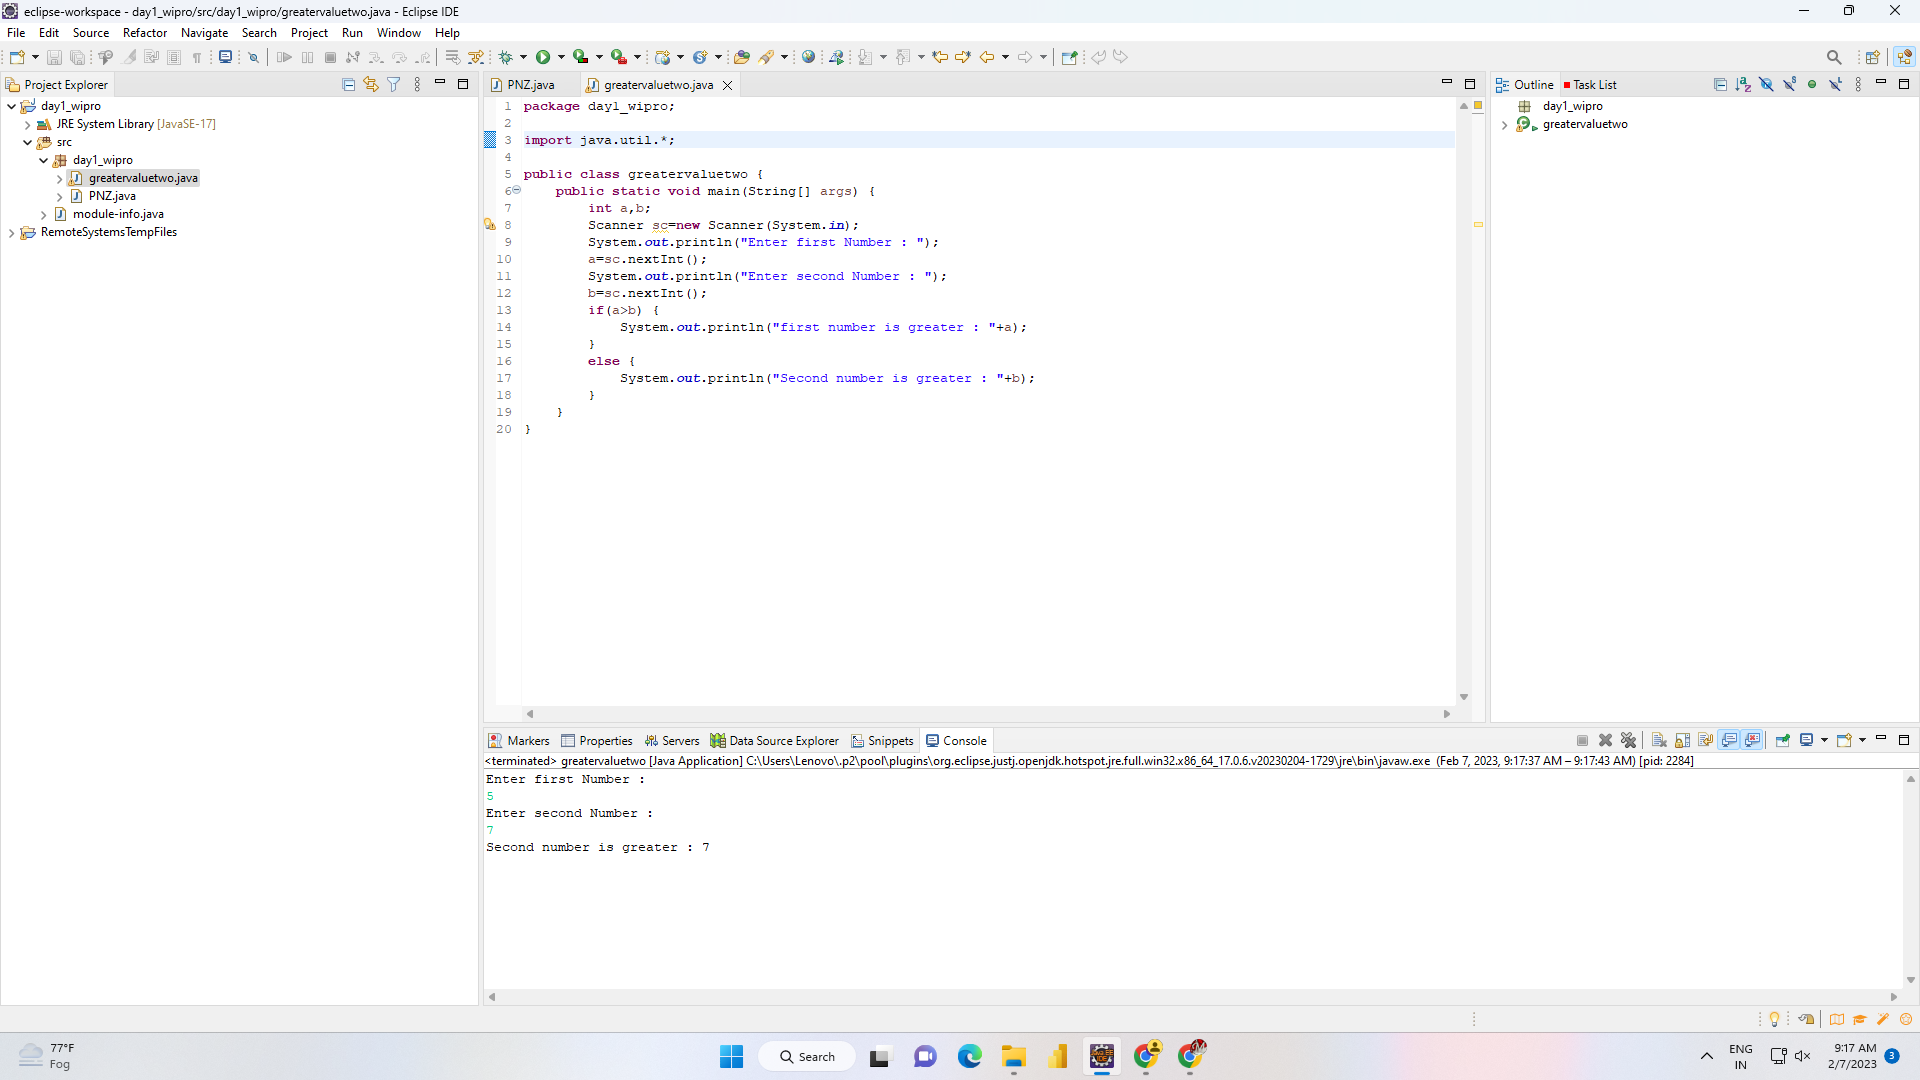 eclipse-workspace - day1_wipro/src/day1_wipro/greatervaluetwo.java - Eclipse IDE
File Edit Source Refactor Navigate Search Project Run Window Help
Project Explorer
day1_wipro
JRE System Library [JavaSE-17]
src
day1_wipro
greatervaluetwo.java
PNZ.java
module-info.java
RemoteSystemsTempFiles
PNZ.java greatervaluetwo.java
1 package day1_wipro;
2
3 import java.util.*;
4
5 public class greatervaluetwo {
6 public static void main(String[] args) {
7 int a,b;
8 Scanner sc=new Scanner(System.in);
9 System.out.println("Enter first Number : ");
10 a=sc.nextInt();
11 System.out.println("Enter second Number : ");
12 b=sc.nextInt();
13 if(a>b) {
14 System.out.println("first number is greater : "+a);
15 }
16 else {
17 System.out.println("Second number is greater : "+b);
18 }
19 }
20 }
Outline Task List
day1_wipro
greatervaluetwo
Markers Properties Servers Data Source Explorer Snippets Console
<terminated> greatervaluetwo [Java Application] C:\Users\Lenovo\.p2\pool\plugins\org.eclipse.justj.openjdk.hotspot.jre.full.win32.x86_64_17.0.6.v20230204-1729\jre\bin\javaw.exe (Feb 7, 2023, 9:17:37 AM – 9:17:43 AM) [pid: 2284]
Enter first Number :
5
Enter second Number :
7
Second number is greater : 7
77°F
Fog
Search
ENG
IN
9:17 AM
2/7/2023
3